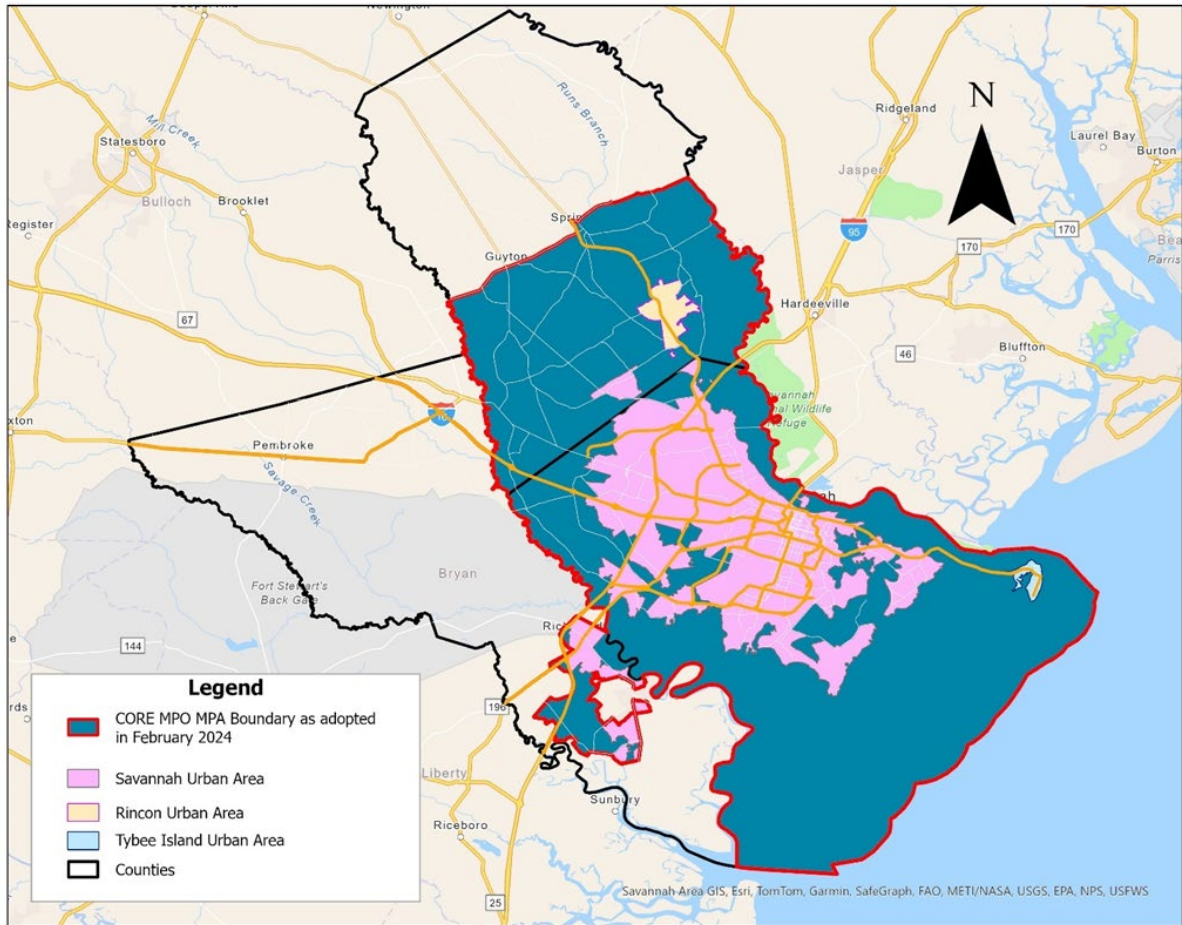 Newington
Runs Branch
N
Ridgeland
Laurel Bay
Burton
Mill Creek
Statesboro
Jasper
Bulloch
Brooklet
Register
95
170
170
Sprin
Guyton
Hardeeville
67
46
Bluffton
16
Pembroke
Savage Creek
Bryan
Fort Stewart's
Back Gate
144
196
Liberty
Sunbury
Riceboro
25
Legend
CORE MPO MPA Boundary as adopted
in February 2024
Savannah Urban Area
Rincon Urban Area
Tybee Island Urban Area
Counties
Savannah Area GIS, Esri, TomTom, Garmin, SafeGraph, FAO, METI/NASA, USGS, EPA, NPS, USFWS